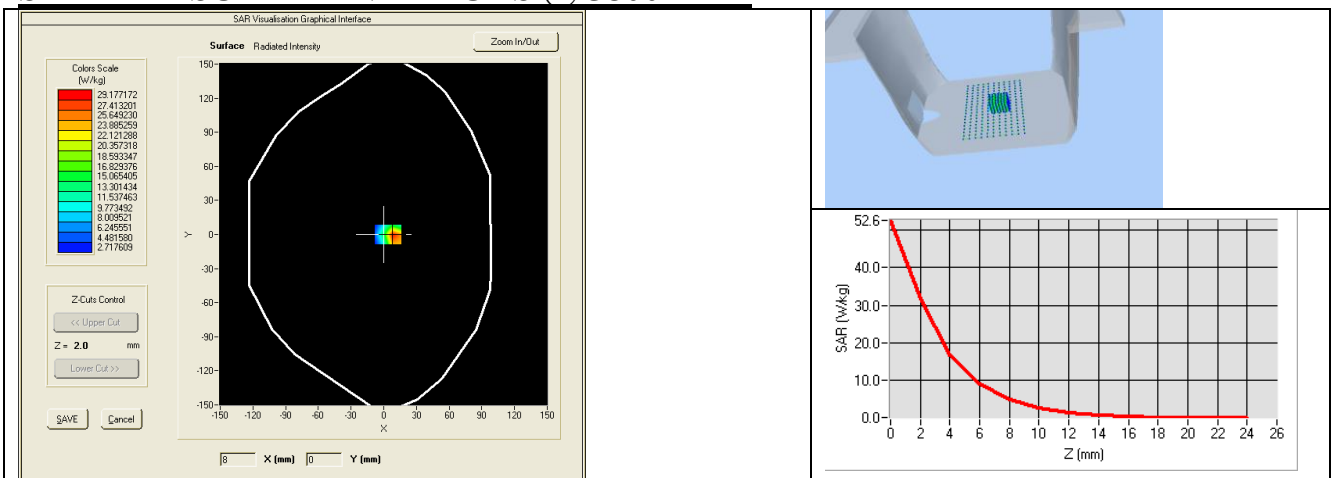 SAR Visualisation Graphical Interface
Surface Radiated Intensity
Zoom In/Out
Colors Scale
(W/kg)
29.177172
27.413201
25.649230
23.885259
22.121288
20.357318
18.593347
16.829376
15.065405
13.301434
11.537463
9.773492
8.009521
6.245551
4.481580
2.717609
Z-Cuts Control
<< Upper Cut
Z = 2.0 mm
Lower Cut >>
SAVE Cancel
150
120
90
60
30
0
-30
-60
-90
-120
-150
Y
-150 -120 -90 -60 -30 0 30 60 90 120 150
X
8 X (mm) 0 Y (mm)
52.6
40.0
30.0
20.0
10.0
0.0
SAR (W/kg)
0 2 4 6 8 10 12 14 16 18 20 22 24 26
Z (mm)